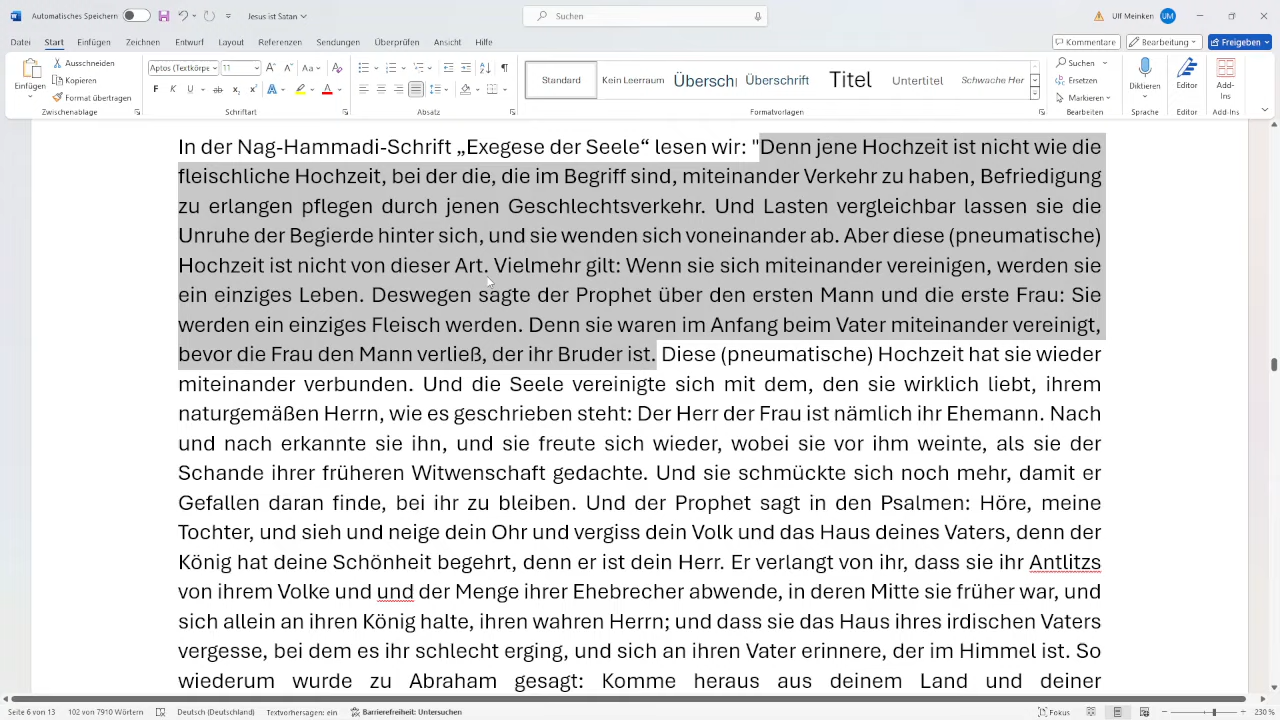 Automatisches Speichern
Jesus ist Satan
Suchen
Ulf Meinken
UM
Datei Start Einfügen Zeichnen Entwurf Layout Referenzen Sendungen Überprüfen Ansicht Hilfe
Kommentare Bearbeitung Freigeben
Einfügen
Ausschneiden
Kopieren
Format übertragen
Zwischenablage
Aptos (Textkörpe 11
Schriftart
Absatz
Standard Kein Leerraum Übersch Überschrift Titel Untertitel Schwache Her
Formatvorlagen
Suchen
Ersetzen
Markieren
Bearbeiten
Diktieren
Sprache
Editor
Editor
Add-Ins
Add-Ins
In der Nag-Hammadi-Schrift „Exegese der Seele“ lesen wir: "Denn jene Hochzeit ist nicht wie die
fleischliche Hochzeit, bei der die, die im Begriff sind, miteinander Verkehr zu haben, Befriedigung
zu erlangen pflegen durch jenen Geschlechtsverkehr. Und Lasten vergleichbar lassen sie die
Unruhe der Begierde hinter sich, und sie wenden sich voneinander ab. Aber diese (pneumatische)
Hochzeit ist nicht von dieser Art. Vielmehr gilt: Wenn sie sich miteinander vereinigen, werden sie
ein einziges Leben. Deswegen sagte der Prophet über den ersten Mann und die erste Frau: Sie
werden ein einziges Fleisch werden. Denn sie waren im Anfang beim Vater miteinander vereinigt,
bevor die Frau den Mann verließ, der ihr Bruder ist. Diese (pneumatische) Hochzeit hat sie wieder
miteinander verbunden. Und die Seele vereinigte sich mit dem, den sie wirklich liebt, ihrem
naturgemäßen Herrn, wie es geschrieben steht: Der Herr der Frau ist nämlich ihr Ehemann. Nach
und nach erkannte sie ihn, und sie freute sich wieder, wobei sie vor ihm weinte, als sie der
Schande ihrer früheren Witwenschaft gedachte. Und sie schmückte sich noch mehr, damit er
Gefallen daran finde, bei ihr zu bleiben. Und der Prophet sagt in den Psalmen: Höre, meine
Tochter, und sieh und neige dein Ohr und vergiss dein Volk und das Haus deines Vaters, denn der
König hat deine Schönheit begehrt, denn er ist dein Herr. Er verlangt von ihr, dass sie ihr Antlitzs
von ihrem Volke und und der Menge ihrer Ehebrecher abwende, in deren Mitte sie früher war, und
sich allein an ihren König halte, ihren wahren Herrn; und dass sie das Haus ihres irdischen Vaters
vergesse, bei dem es ihr schlecht erging, und sich an ihren Vater erinnere, der im Himmel ist. So
wiederum wurde zu Abraham gesagt: Komme heraus aus deinem Land und deiner
Seite 6 von 13 102 von 7910 Wörtern Deutsch (Deutschland) Textvorhersagen: ein Barrierefreiheit: Untersuchen Fokus 230 %